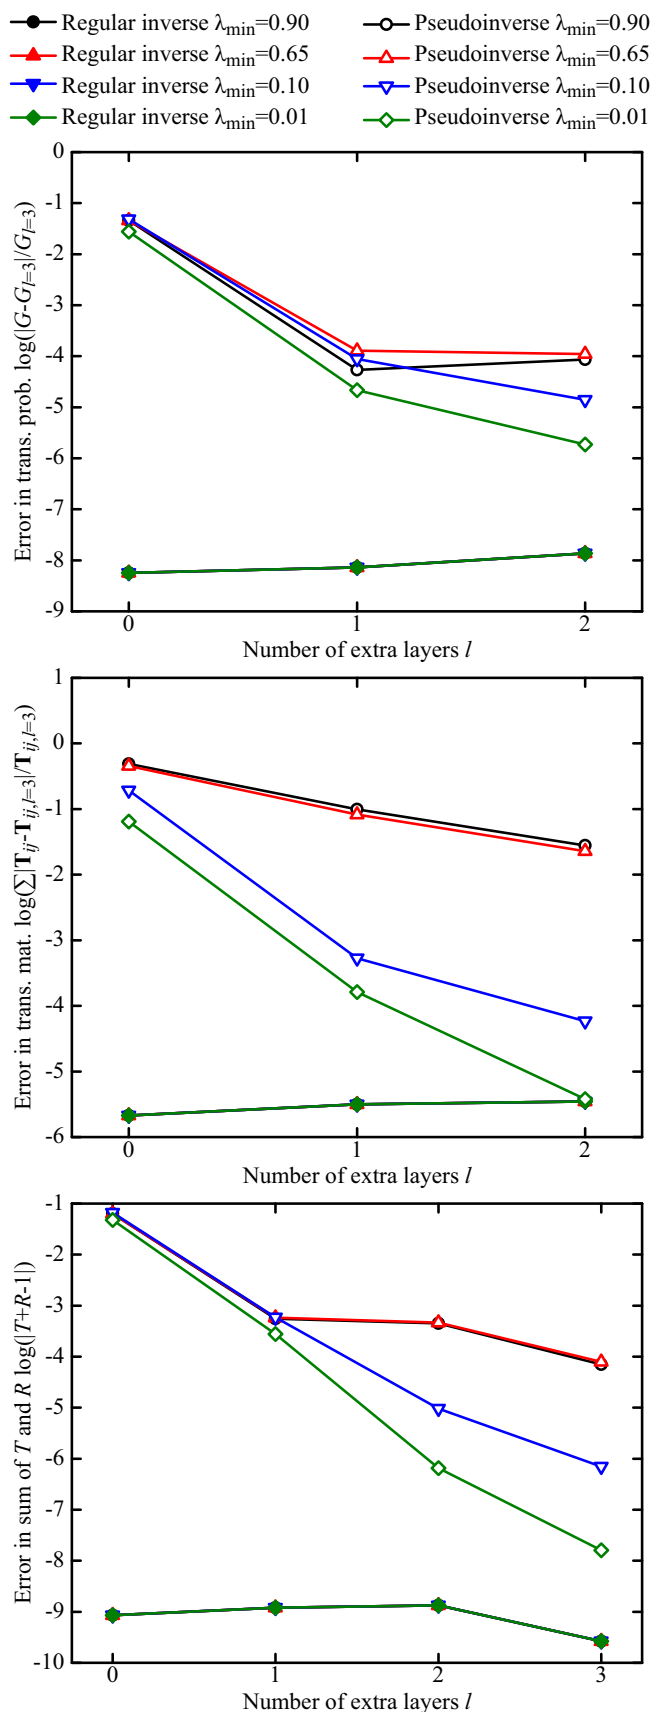 Regular inverse λmin=0.90 Pseudoinverse λmin=0.90
Regular inverse λmin=0.65 Pseudoinverse λmin=0.65
Regular inverse λmin=0.10 Pseudoinverse λmin=0.10
Regular inverse λmin=0.01 Pseudoinverse λmin=0.01
Error in trans. prob. log(|G-Gl=3|/Gl=3)
0
-1
-2
-3
-4
-5
-6
-7
-8
-9
0 1 2
Number of extra layers l
Error in trans. mat. log(∑|Tij-Tij,l=3|/Tij,l=3)
1
0
-1
-2
-3
-4
-5
-6
0 1 2
Number of extra layers l
Error in sum of T and R log(|T+R-1|)
-1
-2
-3
-4
-5
-6
-7
-8
-9
-10
0 1 2 3
Number of extra layers l